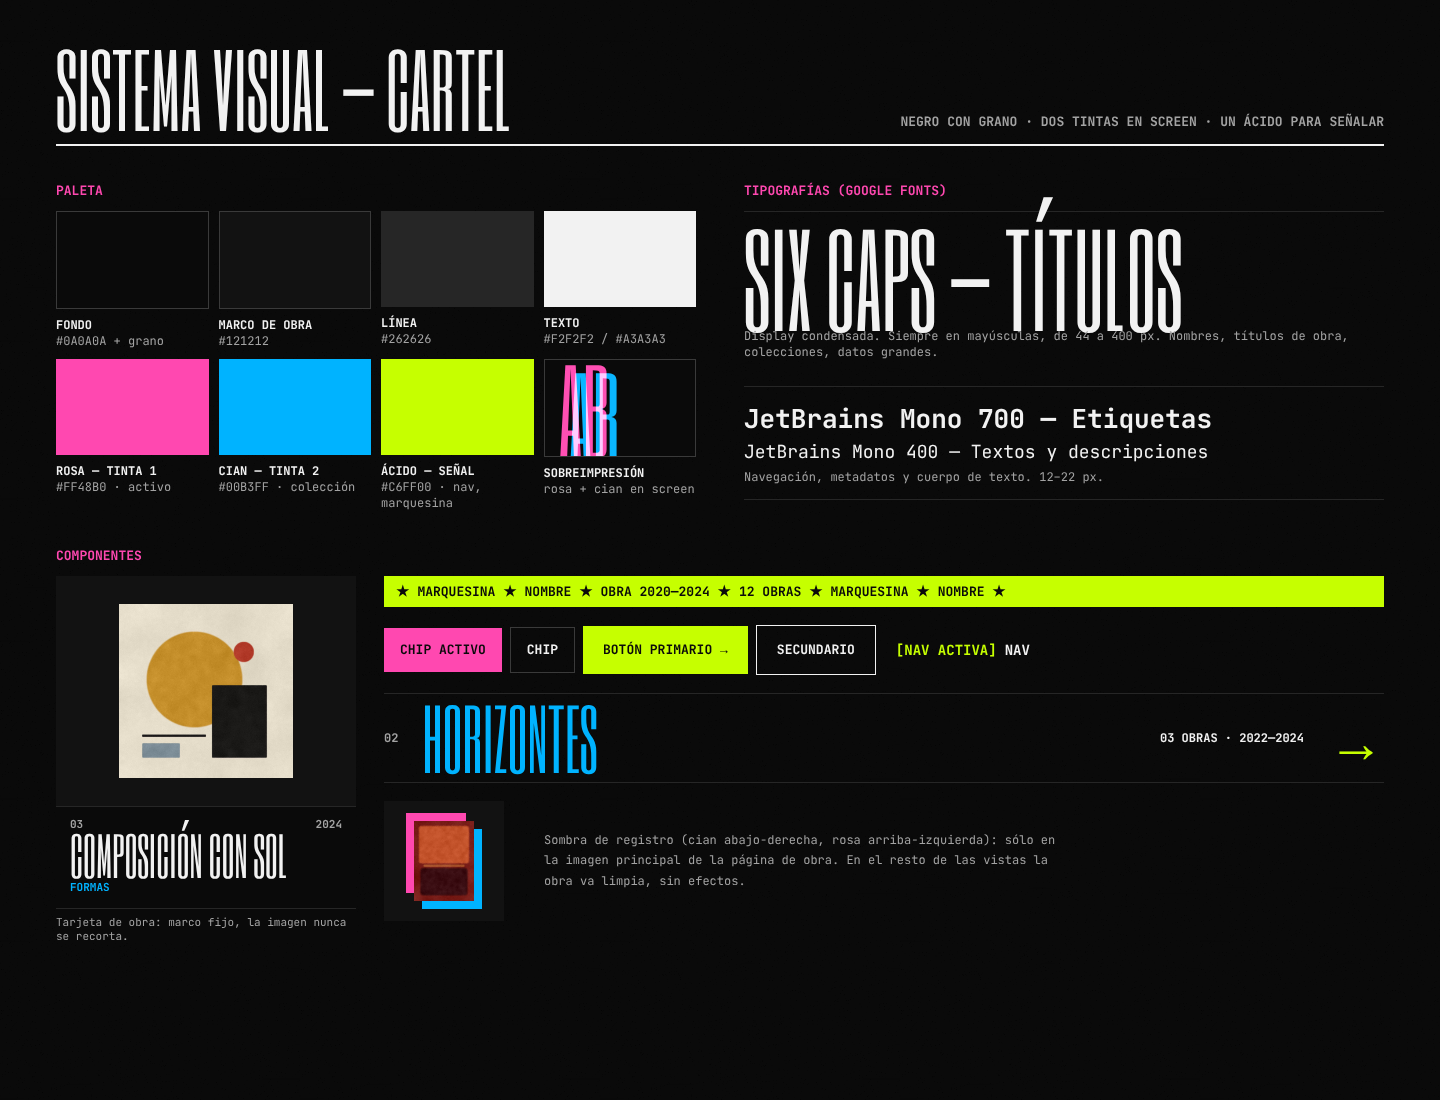 SISTEMA VISUAL — CARTEL
NEGRO CON GRANO · DOS TINTAS EN SCREEN · UN ÁCIDO PARA SEÑALAR
PALETA
FONDO
#0A0A0A + grano
MARCO DE OBRA
#121212
LÍNEA
#262626
TEXTO
#F2F2F2 / #A3A3A3
ROSA — TINTA 1
#FF48B0 · activo
CIAN — TINTA 2
#00B3FF · colección
ÁCIDO — SEÑAL
#C6FF00 · nav,
marquesina
AB
SOBREIMPRESIÓN
rosa + cian en screen
TIPOGRAFÍAS (GOOGLE FONTS)
SIX CAPS — TÍTULOS
Display condensada. Siempre en mayúsculas, de 44 a 400 px. Nombres, títulos de obra,
colecciones, datos grandes.
JetBrains Mono 700 — Etiquetas
JetBrains Mono 400 — Textos y descripciones
Navegación, metadatos y cuerpo de texto. 12–22 px.
COMPONENTES
03
2024
COMPOSICIÓN CON SOL
FORMAS
Tarjeta de obra: marco fijo, la imagen nunca
se recorta.
★ MARQUESINA ★ NOMBRE ★ OBRA 2020—2024 ★ 12 OBRAS ★ MARQUESINA ★ NOMBRE ★
CHIP ACTIVO
CHIP
BOTÓN PRIMARIO →
SECUNDARIO
[NAV ACTIVA] NAV
02
HORIZONTES
03 OBRAS · 2022—2024
→
Sombra de registro (cian abajo-derecha, rosa arriba-izquierda): sólo en
la imagen principal de la página de obra. En el resto de las vistas la
obra va limpia, sin efectos.